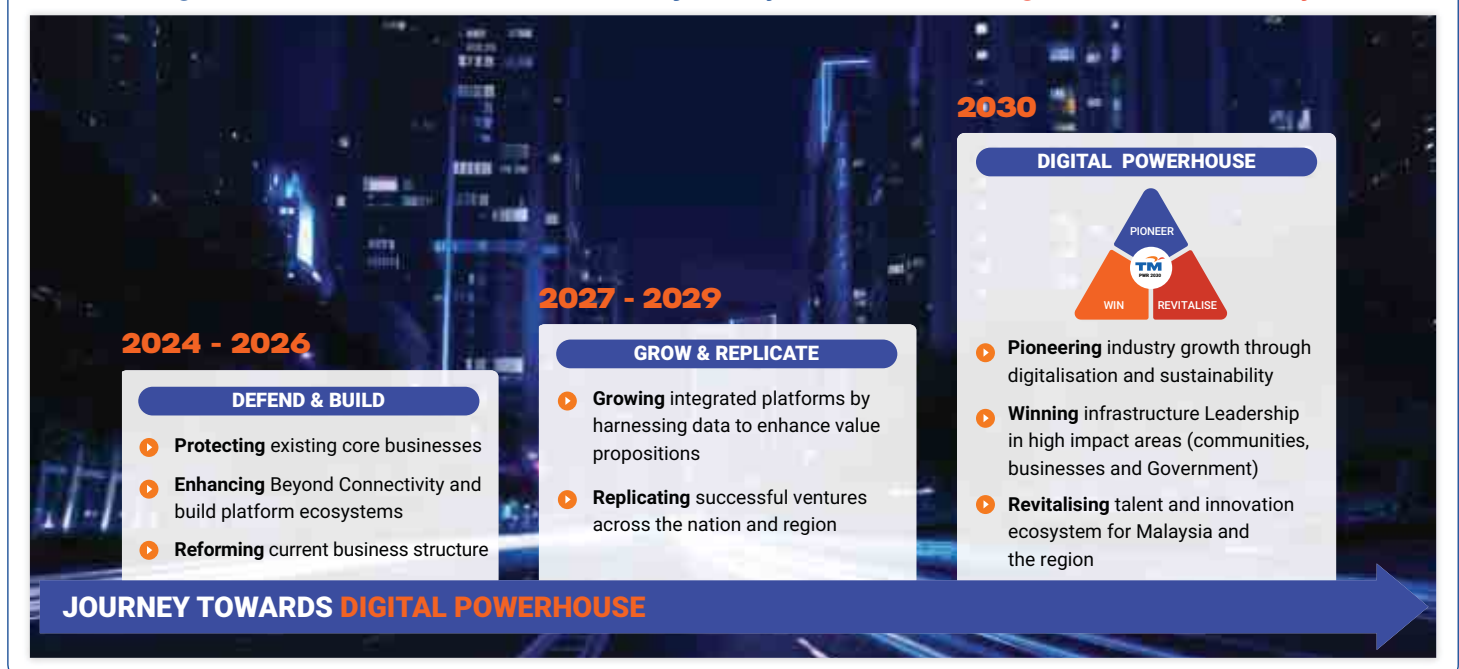 2024 - 2026
DEFEND & BUILD
Protecting existing core businesses
Enhancing Beyond Connectivity and
build platform ecosystems
Reforming current business structure
2027 - 2029
GROW & REPLICATE
Growing integrated platforms by
harnessing data to enhance value
propositions
Replicating successful ventures
across the nation and region
2030
DIGITAL POWERHOUSE
PIONEER
TM
PWR 2030
WIN
REVITALISE
Pioneering industry growth through
digitalisation and sustainability
Winning infrastructure Leadership
in high impact areas (communities,
businesses and Government)
Revitalising talent and innovation
ecosystem for Malaysia and
the region
JOURNEY TOWARDS DIGITAL POWERHOUSE